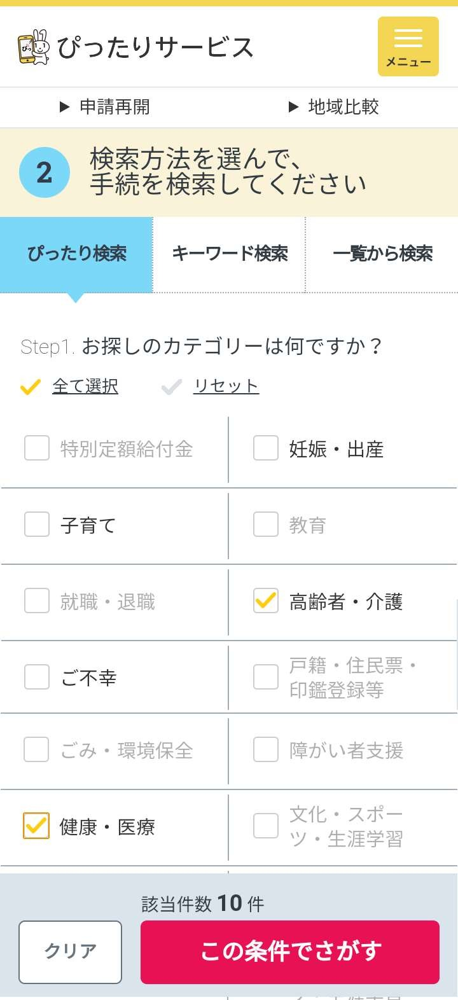 ぴったりサービス
メニュー
▶ 申請再開
▶ 地域比較
2
検索方法を選んで、
手続を検索してください
ぴったり検索
キーワード検索
一覧から検索
Step1. お探しのカテゴリーは何ですか？
全て選択
リセット
特別定額給付金
妊娠・出産
子育て
教育
就職・退職
高齢者・介護
ご不幸
戸籍・住民票・
印鑑登録等
ごみ・環境保全
障がい者支援
健康・医療
文化・スポー
ツ・生涯学習
該当件数 10 件
クリア
この条件でさがす